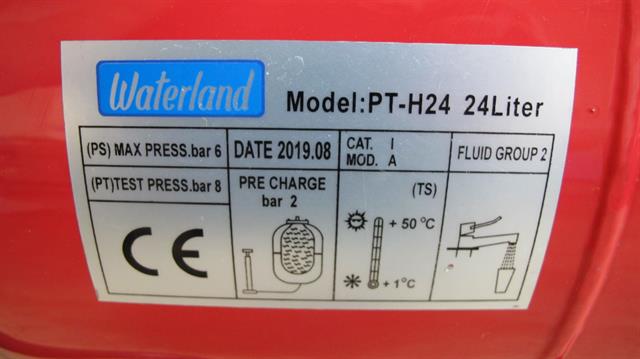 Waterland
Model:PT-H24 24Liter
(PS) MAX PRESS.bar 6
DATE 2019.08
CAT. I
MOD. A
FLUID GROUP 2
(PT)TEST PRESS.bar 8
PRE CHARGE
bar 2
(TS)
+ 50 °C
+ 1°C
CE